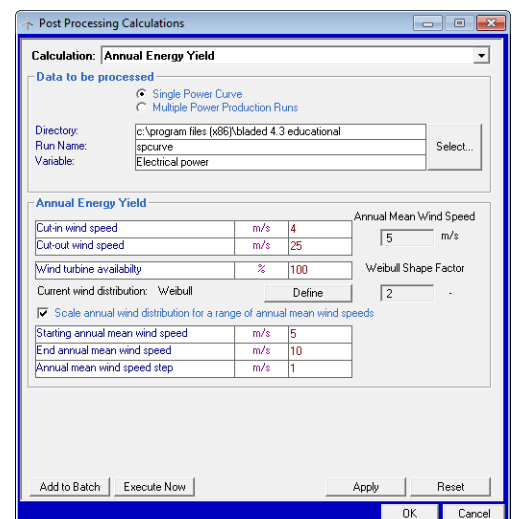 Post Processing Calculations
Calculation: Annual Energy Yield
Data to be processed
Single Power Curve
Multiple Power Production Runs
Directory: c:\program files (x86)\bladed 4.3 educational
Run Name: spcurve Select...
Variable: Electrical power
Annual Energy Yield
Annual Mean Wind Speed
Cut-in wind speed m/s 4
5 m/s
Cut-out wind speed m/s 25
Wind turbine availabilty % 100 Weibull Shape Factor
Current wind distribution: Weibull Define 2 -
Scale annual wind distribution for a range of annual mean wind speeds
Starting annual mean wind speed m/s 5
End annual mean wind speed m/s 10
Annual mean wind speed step m/s 1
Add to Batch Execute Now Apply Reset
OK Cancel